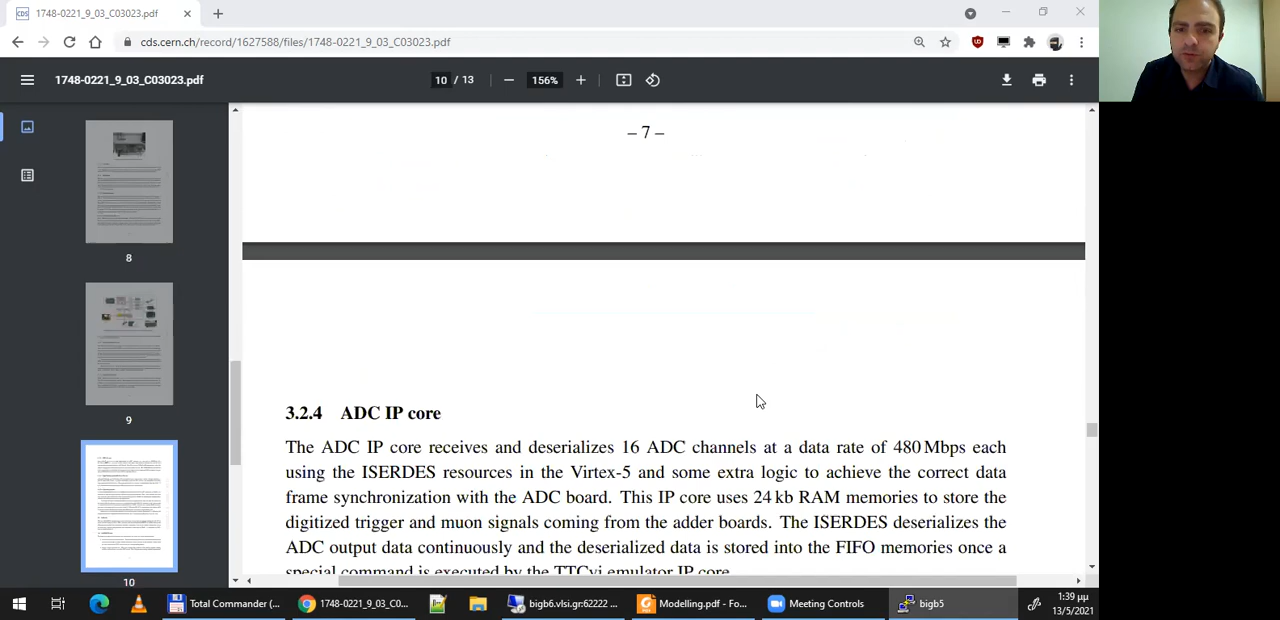 1748-0221_9_03_C03023.pdf
cds.cern.ch/record/1627588/files/1748-0221_9_03_C03023.pdf
1748-0221_9_03_C03023.pdf
10 / 13
156%
8
9
10
– 7 –
3.2.4 ADC IP core
The ADC IP core receives and deserializes 16 ADC channels at a data rate of 480 Mbps each
using the ISERDES resources in the Virtex-5 and some extra logic to achieve the correct data
frame synchronization with the ADC board. This IP core uses 24 kb RAM memories to store the
digitized trigger and muon signals coming from the adder boards. The ISERDES deserializes the
ADC output data continuously and the deserialized data is stored into the FIFO memories once a
special command is executed by the TTCvi emulator IP core.
Total Commander (...
1748-0221_9_03_C0...
bigb6.vlsi.gr:62222 ...
Modelling.pdf - Fo...
Meeting Controls
bigb5
1:39 μμ
13/5/2021